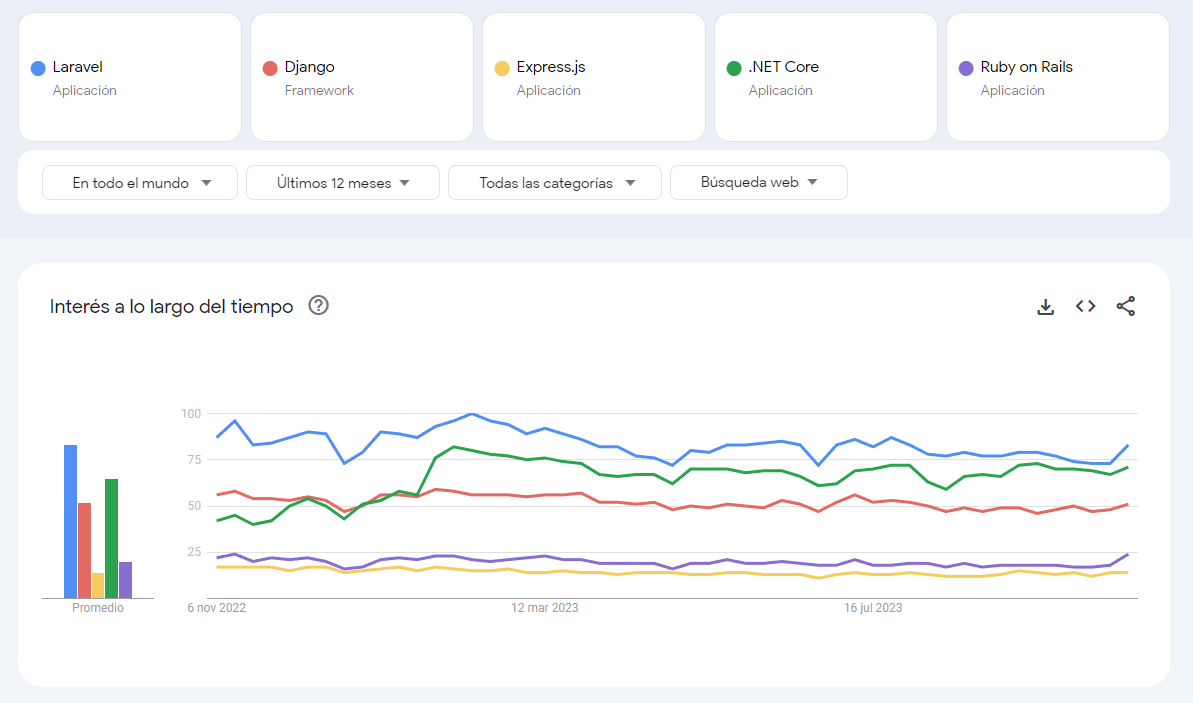 Laravel
Aplicación
Django
Framework
Express.js
Aplicación
.NET Core
Aplicación
Ruby on Rails
Aplicación
En todo el mundo
Últimos 12 meses
Todas las categorías
Búsqueda web
Interés a lo largo del tiempo
100
75
50
25
Promedio
6 nov 2022
12 mar 2023
16 jul 2023